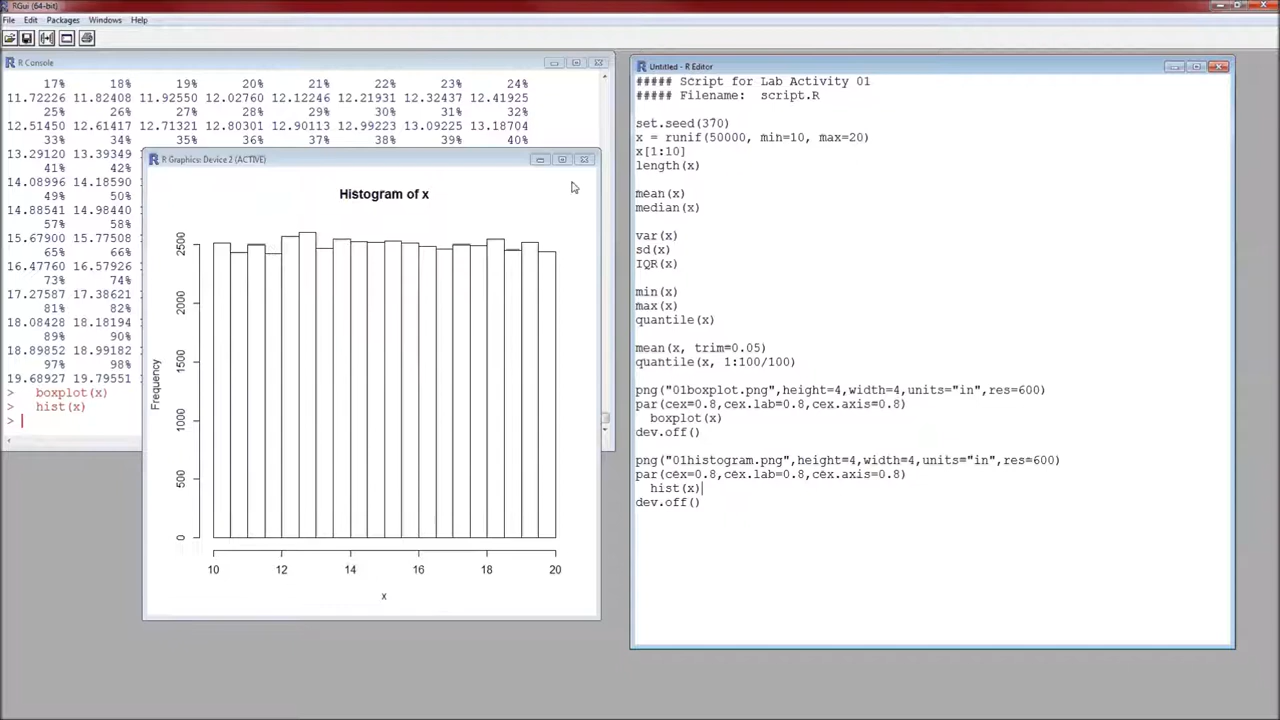 RGui (64-bit)
File Edit Packages Windows Help
R Console
17% 18% 19% 20% 21% 22% 23% 24%
11.72226 11.82408 11.92550 12.02760 12.12246 12.21931 12.32437 12.41925
25% 26% 27% 28% 29% 30% 31% 32%
12.51450 12.61417 12.71321 12.80301 12.90113 12.99223 13.09225 13.18704
33% 34% 35% 36% 37% 38% 39% 40%
13.29120 13.39349
41% 42%
14.08996 14.18590
49% 50%
14.88541 14.98440
57% 58%
15.67900 15.77508
65% 66%
16.47760 16.57926
73% 74%
17.27587 17.38621
81% 82%
18.08428 18.18194
89% 90%
18.89852 18.99182
97% 98%
19.68927 19.79551
> boxplot(x)
> hist(x)
>
R Graphics: Device 2 (ACTIVE)
Histogram of x
Frequency
2500
2000
1500
1000
500
0
10 12 14 16 18 20
x
Untitled - R Editor
##### Script for Lab Activity 01
##### Filename: script.R
set.seed(370)
x = runif(50000, min=10, max=20)
x[1:10]
length(x)
mean(x)
median(x)
var(x)
sd(x)
IQR(x)
min(x)
max(x)
quantile(x)
mean(x, trim=0.05)
quantile(x, 1:100/100)
png("01boxplot.png",height=4,width=4,units="in",res=600)
par(cex=0.8,cex.lab=0.8,cex.axis=0.8)
boxplot(x)
dev.off()
png("01histogram.png",height=4,width=4,units="in",res=600)
par(cex=0.8,cex.lab=0.8,cex.axis=0.8)
hist(x)
dev.off()